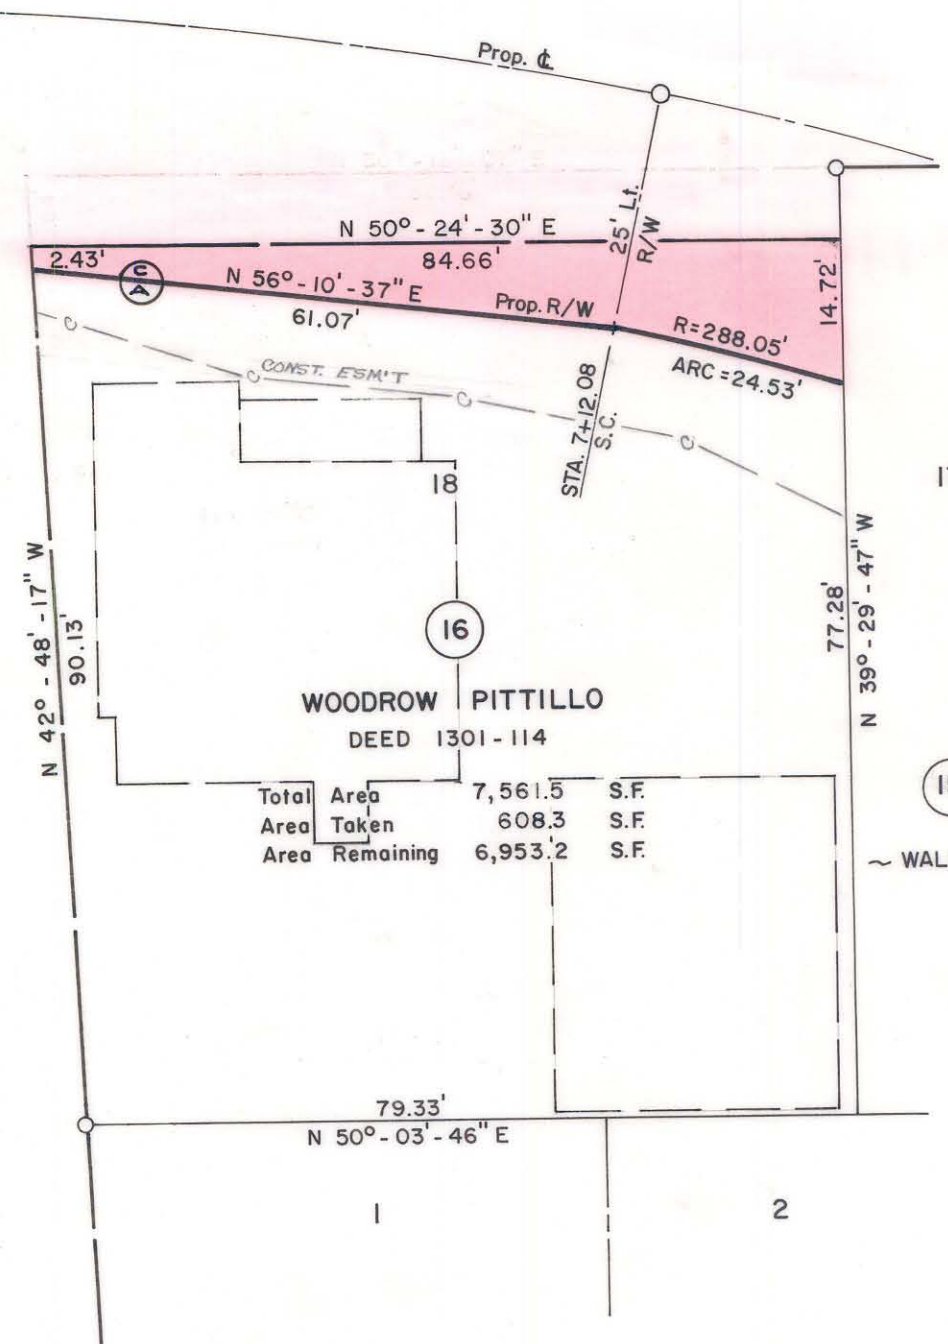 Prop. ℄
25' Lt.
R/W
N 50° - 24' - 30" E
84.66'
2.43'
C
A
N 56° - 10' - 37" E
Prop. R/W
61.07'
14.72'
R=288.05'
ARC = 24.53'
C
CONST. ESM'T
C
C
C
STA. 7+12.08
S.C.
18
17
N 42° - 48' - 17" W
90.13'
16
77.28'
N 39° - 29' - 47" W
WOODROW PITTILLO
DEED 1301 - 114
Total Area 7,561.5 S.F.
Area Taken 608.3 S.F.
Area Remaining 6,953.2 S.F.
~ WAL
79.33'
N 50° - 03' - 46" E
1
2